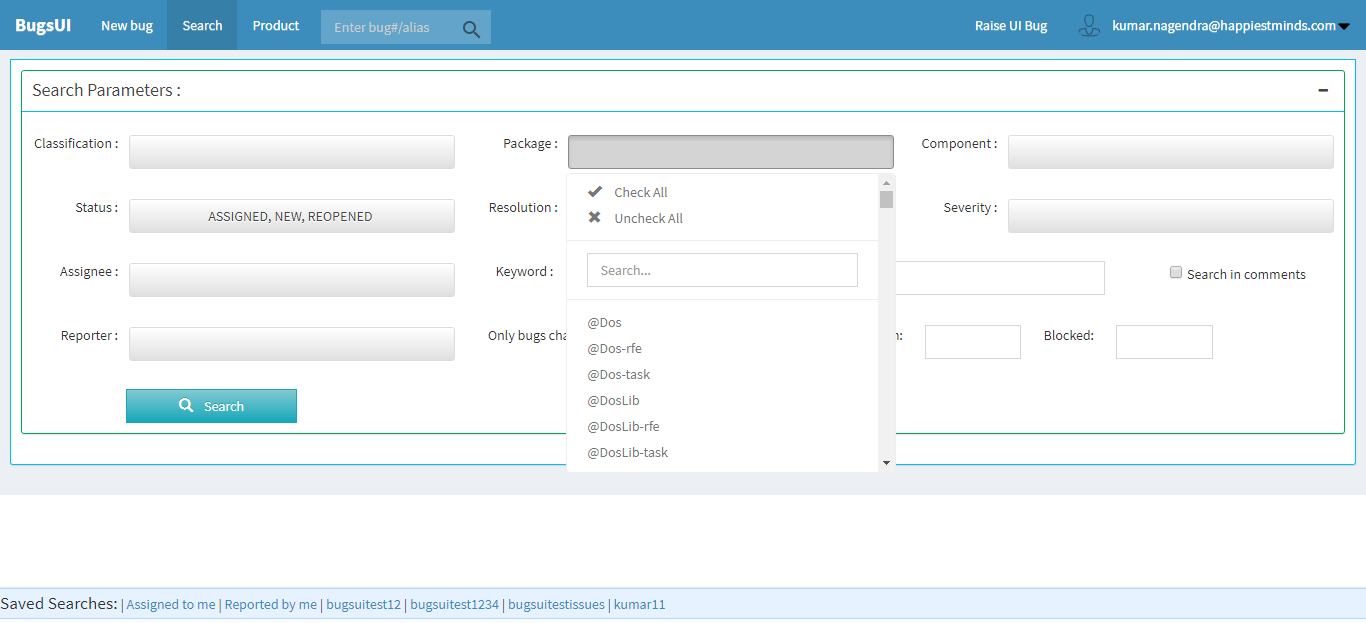 BugsUI New bug Search Product Enter bug#/alias Raise UI Bug kumar.nagendra@happiestminds.com
Search Parameters :
Classification : Package : Component :
Check All
Status : ASSIGNED, NEW, REOPENED Resolution : Severity :
Uncheck All
Assignee : Keyword : Search... Search in comments
@Dos
Reporter : Only bugs cha : Blocked:
@Dos-rfe
@Dos-task
@DosLib
Search
@DosLib-rfe
@DosLib-task
Saved Searches: | Assigned to me | Reported by me | bugsuitest12 | bugsuitest1234 | bugsuitestissues | kumar11